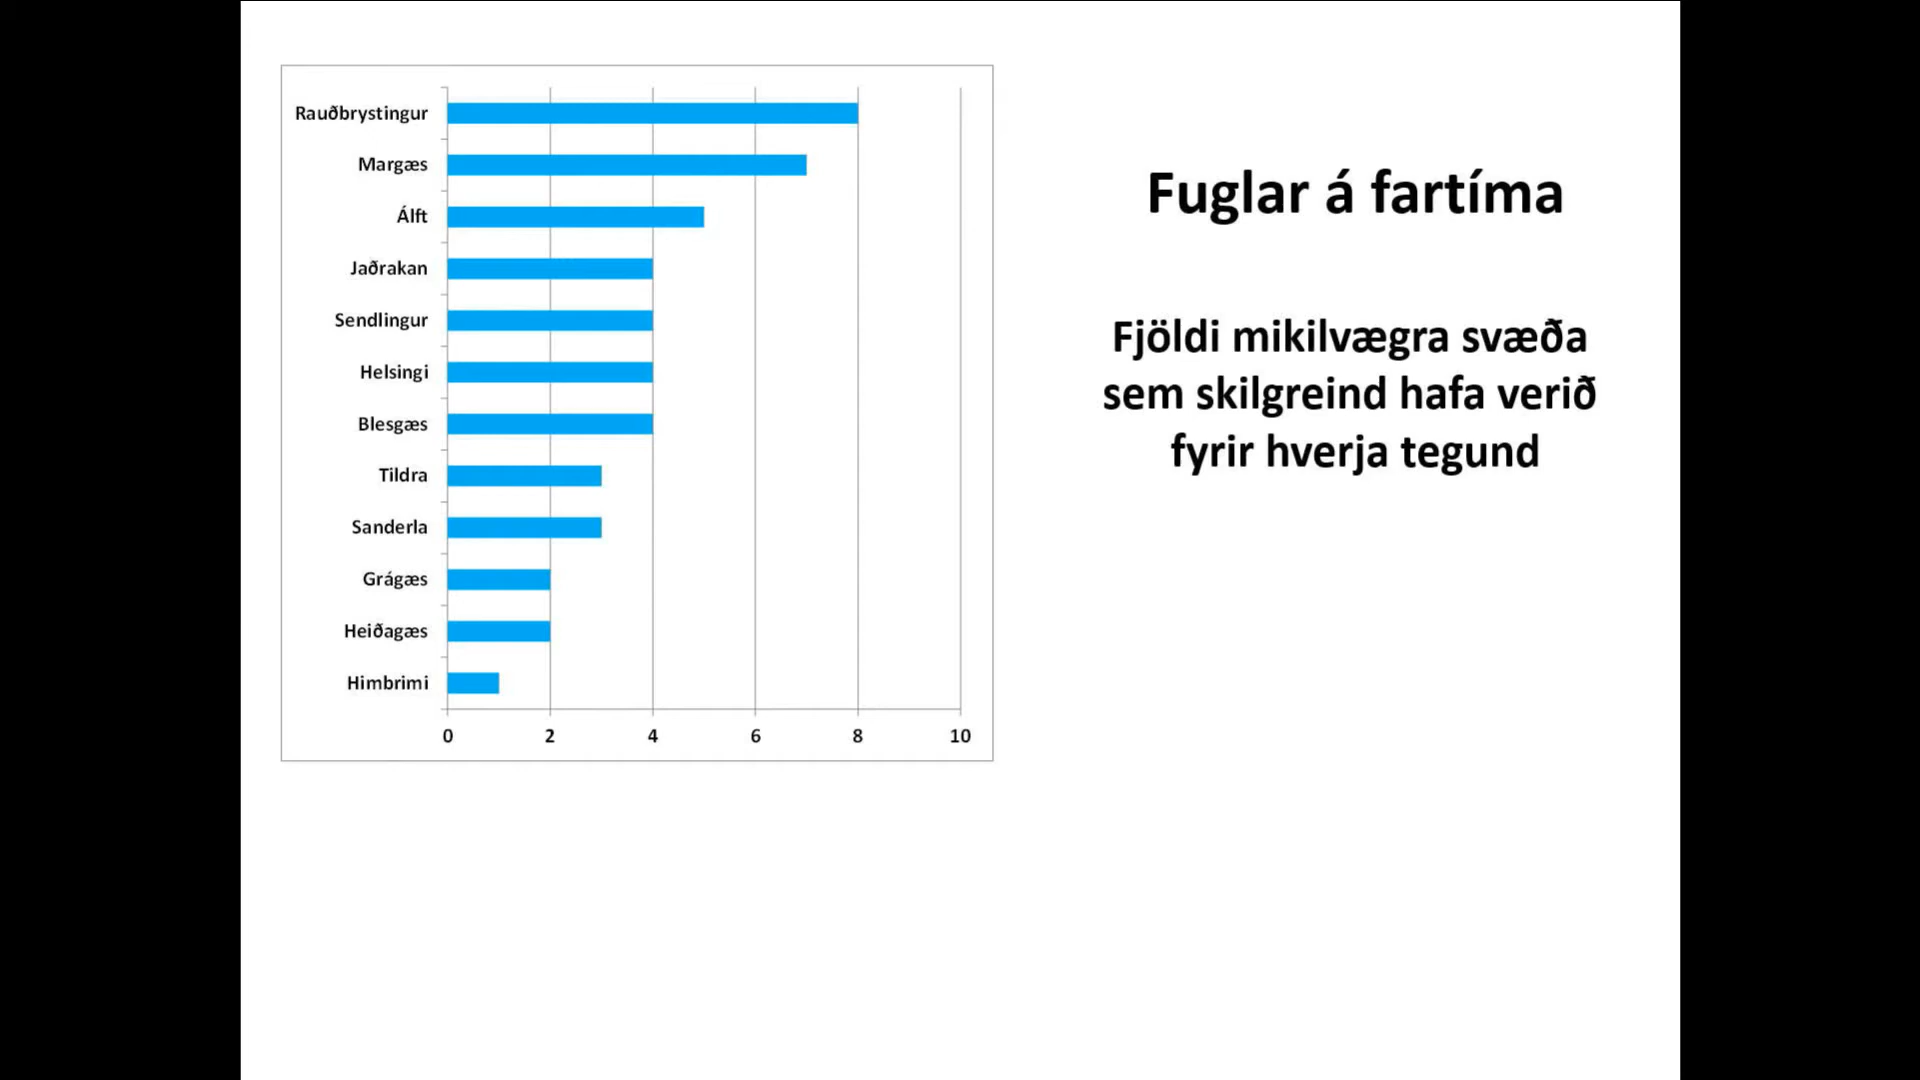 Rauðbrystingur
Margæs
Álft
Jaðrakan
Sendlingur
Helsingi
Blesgæs
Tildra
Sanderla
Grágæs
Heiðagæs
Himbrimi
0 2 4 6 8 10
Fuglar á fartíma
Fjöldi mikilvægra svæða
sem skilgreind hafa verið
fyrir hverja tegund